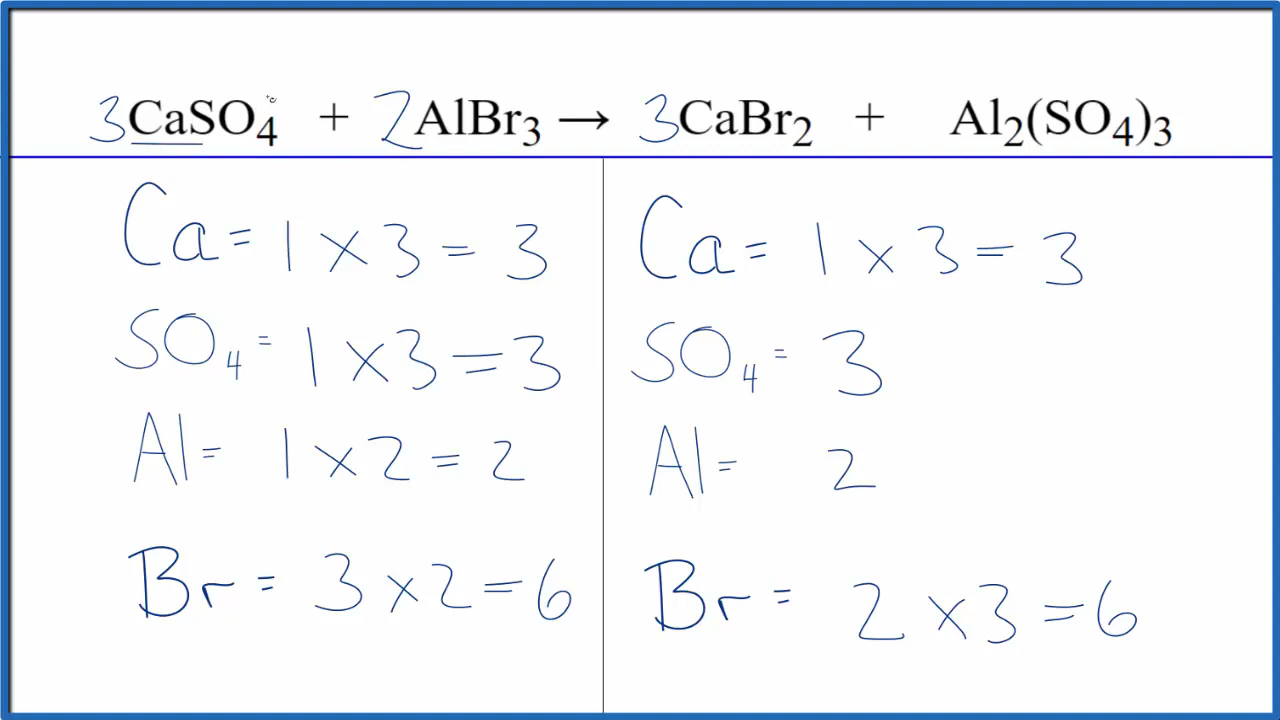 3CaSO4 + 2AlBr3 → 3CaBr2 + Al2(SO4)3
Ca = 1 × 3 = 3
SO4 = 1 × 3 = 3
Al = 1 × 2 = 2
Br = 3 × 2 = 6
Ca = 1 × 3 = 3
SO4 = 3
Al = 2
Br = 2 × 3 = 6